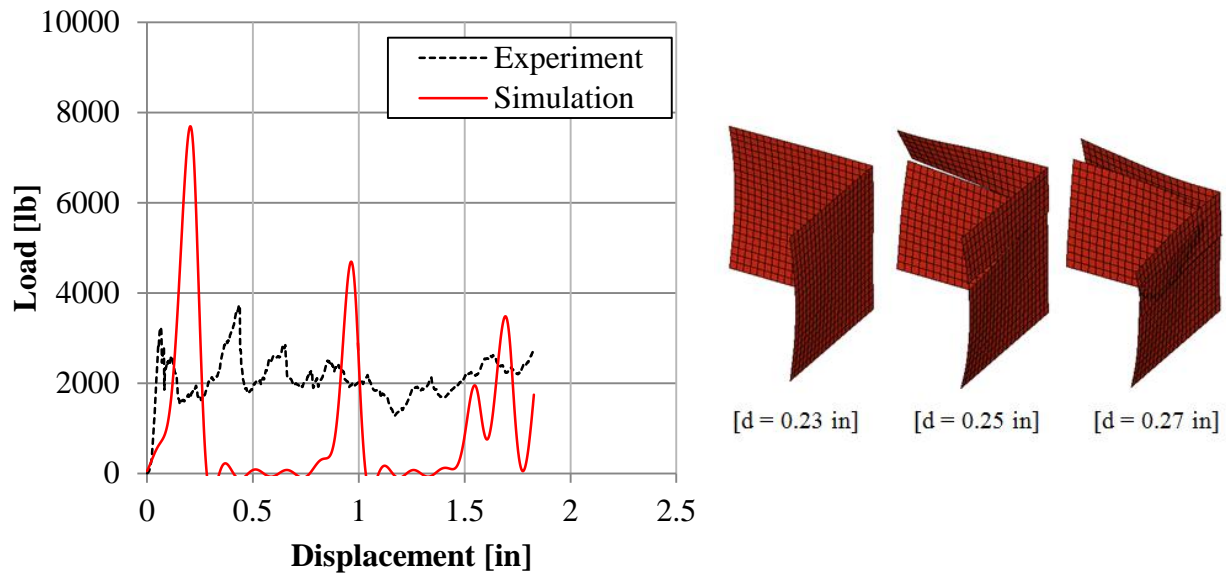 10000
8000
6000
4000
2000
0
Load [lb]
Experiment
Simulation
0
0.5
1
1.5
2
2.5
Displacement [in]
[d = 0.23 in]
[d = 0.25 in]
[d = 0.27 in]